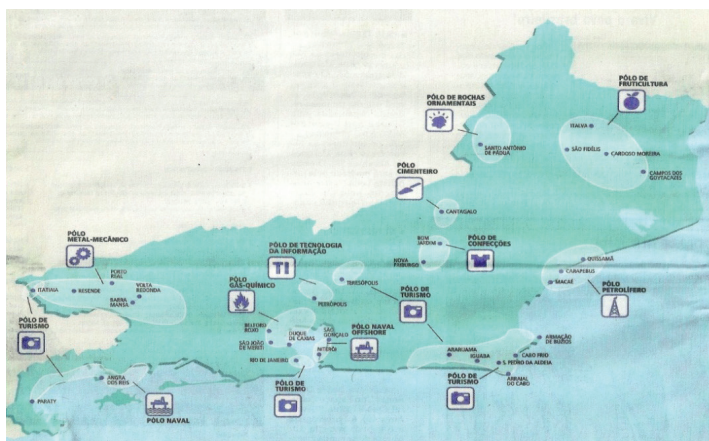 PÓLO DE
FRUTICULTURA
PÓLO DE ROCHAS
ORNAMENTAIS
ITALVA
SANTO ANTÔNIO
DE PÁDUA
SÃO FIDÉLIS
CARDOSO MOREIRA
CAMPOS DOS
GOYTACAZES
PÓLO
CIMENTEIRO
CANTAGALO
PÓLO
METAL-MECÂNICO
PÓLO DE TECNOLOGIA
DA INFORMAÇÃO
TI
BOM
JARDIM
PÓLO DE
CONFECÇÕES
NOVA
FRIBURGO
QUISSAMÃ
CARAPEBUS
MACAÉ
PÓLO
PETROLÍFERO
PORTO
REAL
ITATIAIA
RESENDE
VOLTA
REDONDA
BARRA
MANSA
PÓLO
GÁS-QUÍMICO
TERESÓPOLIS
PETRÓPOLIS
PÓLO DE
TURISMO
PÓLO DE
TURISMO
BELFORD
ROXO
DUQUE
DE CAXIAS
SÃO
GONÇALO
PÓLO NAVAL
OFFSHORE
SÃO JOÃO
DE MERITI
NITERÓI
RIO DE JANEIRO
ARMAÇÃO
DE BÚZIOS
ARARUAMA
IGUABA
CABO FRIO
S. PEDRO DA ALDEIA
ARRAIAL
DO CABO
PÓLO DE
TURISMO
PÓLO DE
TURISMO
ANGRA
DOS REIS
PARATY
PÓLO NAVAL